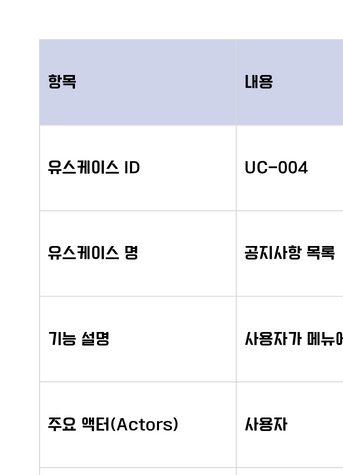 항목 내용
유스케이스 ID UC-004
유스케이스 명 공지사항 목록
기능 설명 사용자가 메뉴에
주요 액터(Actors) 사용자